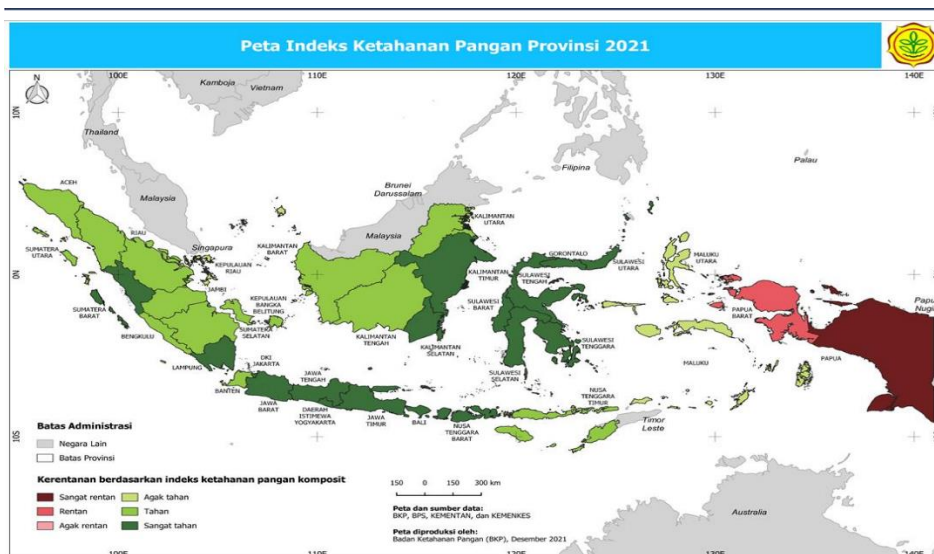 Peta Indeks Ketahanan Pangan Provinsi 2021
100E
110E
120E
130E
140E
N
10N
Kamboja
Vietnam
Thailand
Filipina
Palau
Malaysia
Brunei
Darussalam
ACEH
Malaysia
KALIMANTAN
UTARA
SUMATERA
UTARA
RIAU
Singapura
KEPULAUAN
RIAU
KALIMANTAN
BARAT
GORONTALO
SULAWESI
UTARA
MALUKU
UTARA
0N
JAMBI
KALIMANTAN
TIMUR
SULAWESI
TENGAH
SUMATERA
BARAT
KEPULAUAN
BANGKA
BELITUNG
SULAWESI
BARAT
PAPUA
BARAT
SUMATERA
SELATAN
BENGKULU
KALIMANTAN
TENGAH
KALIMANTAN
SELATAN
SULAWESI
TENGGARA
PAPUA
LAMPUNG
DKI
JAKARTA
SULAWESI
SELATAN
MALUKU
BANTEN
JAWA
TENGAH
JAWA
BARAT
DAERAH
ISTIMEWA
YOGYAKARTA
JAWA
TIMUR
BALI
NUSA
TENGGARA
BARAT
NUSA
TENGGARA
TIMUR
Timor
Leste
10S
Batas Administrasi
Negara Lain
Batas Provinsi
Kerentanan berdasarkan indeks ketahanan pangan komposit
Sangat rentan
Agak tahan
Rentan
Tahan
Agak rentan
Sangat tahan
150 0 150 300 km
Peta dan sumber data:
BKP, BPS, KEMENTAN, dan KEMENKES
Peta diproduksi oleh:
Badan Ketahanan Pangan (BKP), Desember 2021
Australia
100E
110E
120E
130E
140E